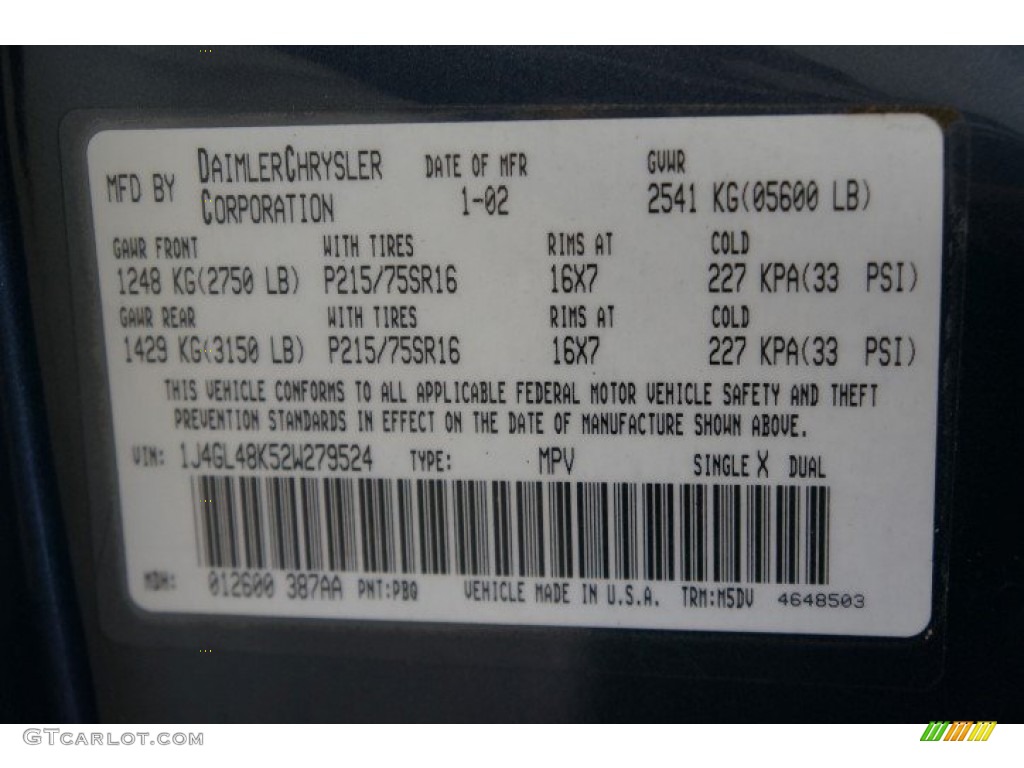 MFD BY DAIMLERCHRYSLER CORPORATION DATE OF MFR 1-02 GVWR 2541 KG(05600 LB)
GAWR FRONT WITH TIRES RIMS AT COLD
1248 KG(2750 LB) P215/75SR16 16X7 227 KPA(33 PSI)
GAWR REAR WITH TIRES RIMS AT COLD
1429 KG(3150 LB) P215/75SR16 16X7 227 KPA(33 PSI)
THIS VEHICLE CONFORMS TO ALL APPLICABLE FEDERAL MOTOR VEHICLE SAFETY AND THEFT
PREVENTION STANDARDS IN EFFECT ON THE DATE OF MANUFACTURE SHOWN ABOVE.
VIN: 1J4GL48K52W279524 TYPE: MPV SINGLE X DUAL
MDH: 012600 387AA PNT:PBQ VEHICLE MADE IN U.S.A. TRM:M5DV 4648503
GTCARLOT.COM